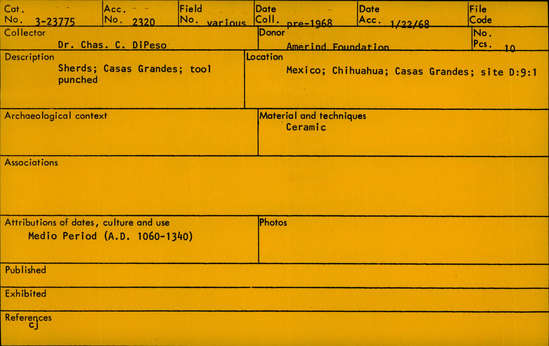 Cat. No. 3-23775 Acc. No. 2320 Field No. various Date Coll. pre-1968 Date Acc. 1/22/68 File Code
Collector Dr. Chas. C. DiPeso Donor Amerind Foundation No. Pcs. 10
Description Sherds; Casas Grandes; tool punched
Location Mexico; Chihuahua; Casas Grandes; site D:9:1
Archaeological context
Material and techniques Ceramic
Associations
Attributions of dates, culture and use Medio Period (A.D. 1060-1340)
Photos
Published
Exhibited
References cj